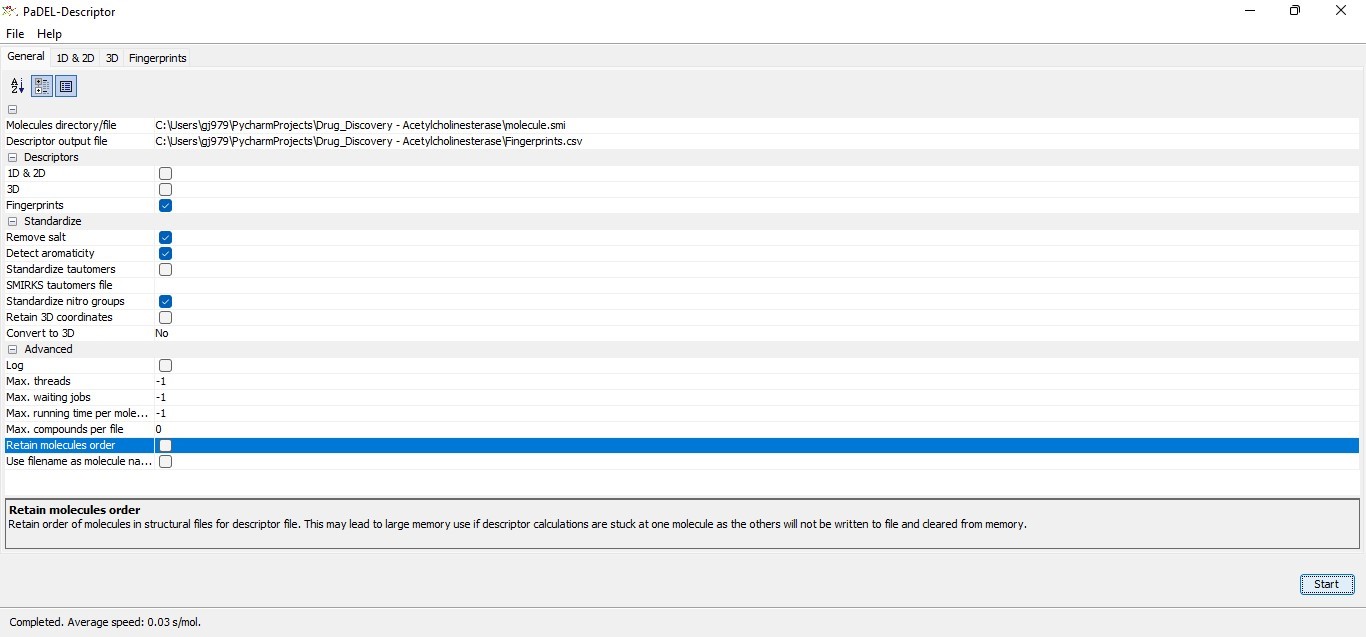 PaDEL-Descriptor
File Help
General 1D & 2D 3D Fingerprints
Molecules directory/file C:\Users\gj979\PycharmProjects\Drug_Discovery - Acetylcholinesterase\molecule.smi
Descriptor output file C:\Users\gj979\PycharmProjects\Drug_Discovery - Acetylcholinesterase\Fingerprints.csv
Descriptors
1D & 2D
3D
Fingerprints
Standardize
Remove salt
Detect aromaticity
Standardize tautomers
SMIRKS tautomers file
Standardize nitro groups
Retain 3D coordinates
Convert to 3D No
Advanced
Log
Max. threads -1
Max. waiting jobs -1
Max. running time per mole... -1
Max. compounds per file 0
Retain molecules order
Use filename as molecule na...
Retain molecules order
Retain order of molecules in structural files for descriptor file. This may lead to large memory use if descriptor calculations are stuck at one molecule as the others will not be written to file and cleared from memory.
Start
Completed. Average speed: 0.03 s/mol.